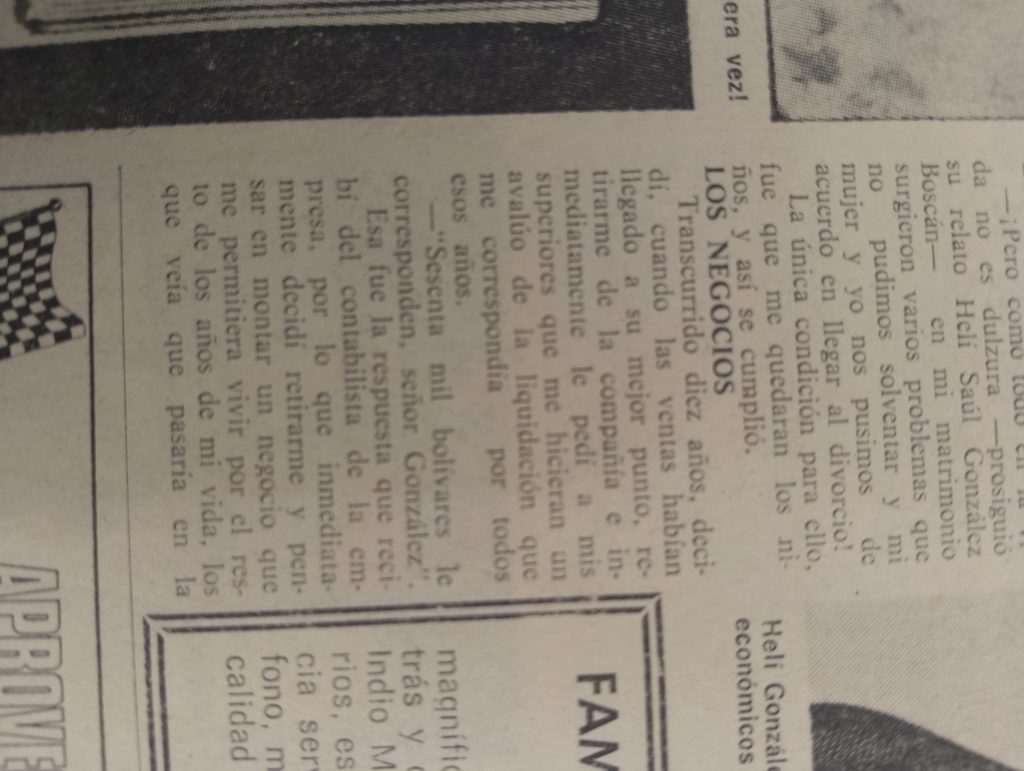 era vez!
—¡Pero como todo en la
da no es dulzura —prosiguió
su relato Helí Saúl González
Boscán— en mi matrimonio
surgieron varios problemas que
no pudimos solventar y mi
mujer y yo nos pusimos de
acuerdo en llegar al divorcio!
La única condición para ello,
fue que me quedaran los ni-
ños, y así se cumplió.
LOS NEGOCIOS
Transcurrido diez años, deci-
dí, cuando las ventas habían
llegado a su mejor punto, re-
tirarme de la compañía e in-
mediatamente le pedí a mis
superiores que me hicieran un
avalúo de la liquidación que
me correspondía por todos
esos años.
—"Sesenta mil bolívares le
corresponden, señor González".
Esa fue la respuesta que reci-
bí del contabilista de la em-
presa, por lo que inmediata-
mente decidí retirarme y pen-
sar en montar un negocio que
me permitiera vivir por el res-
to de los años de mi vida, los
que veía que pasaría en la
Helí Gonzále
económicos
FAM
magnífic
trás y
Indio M
rios, es
cia serv
fono, m
calidad
APROVE